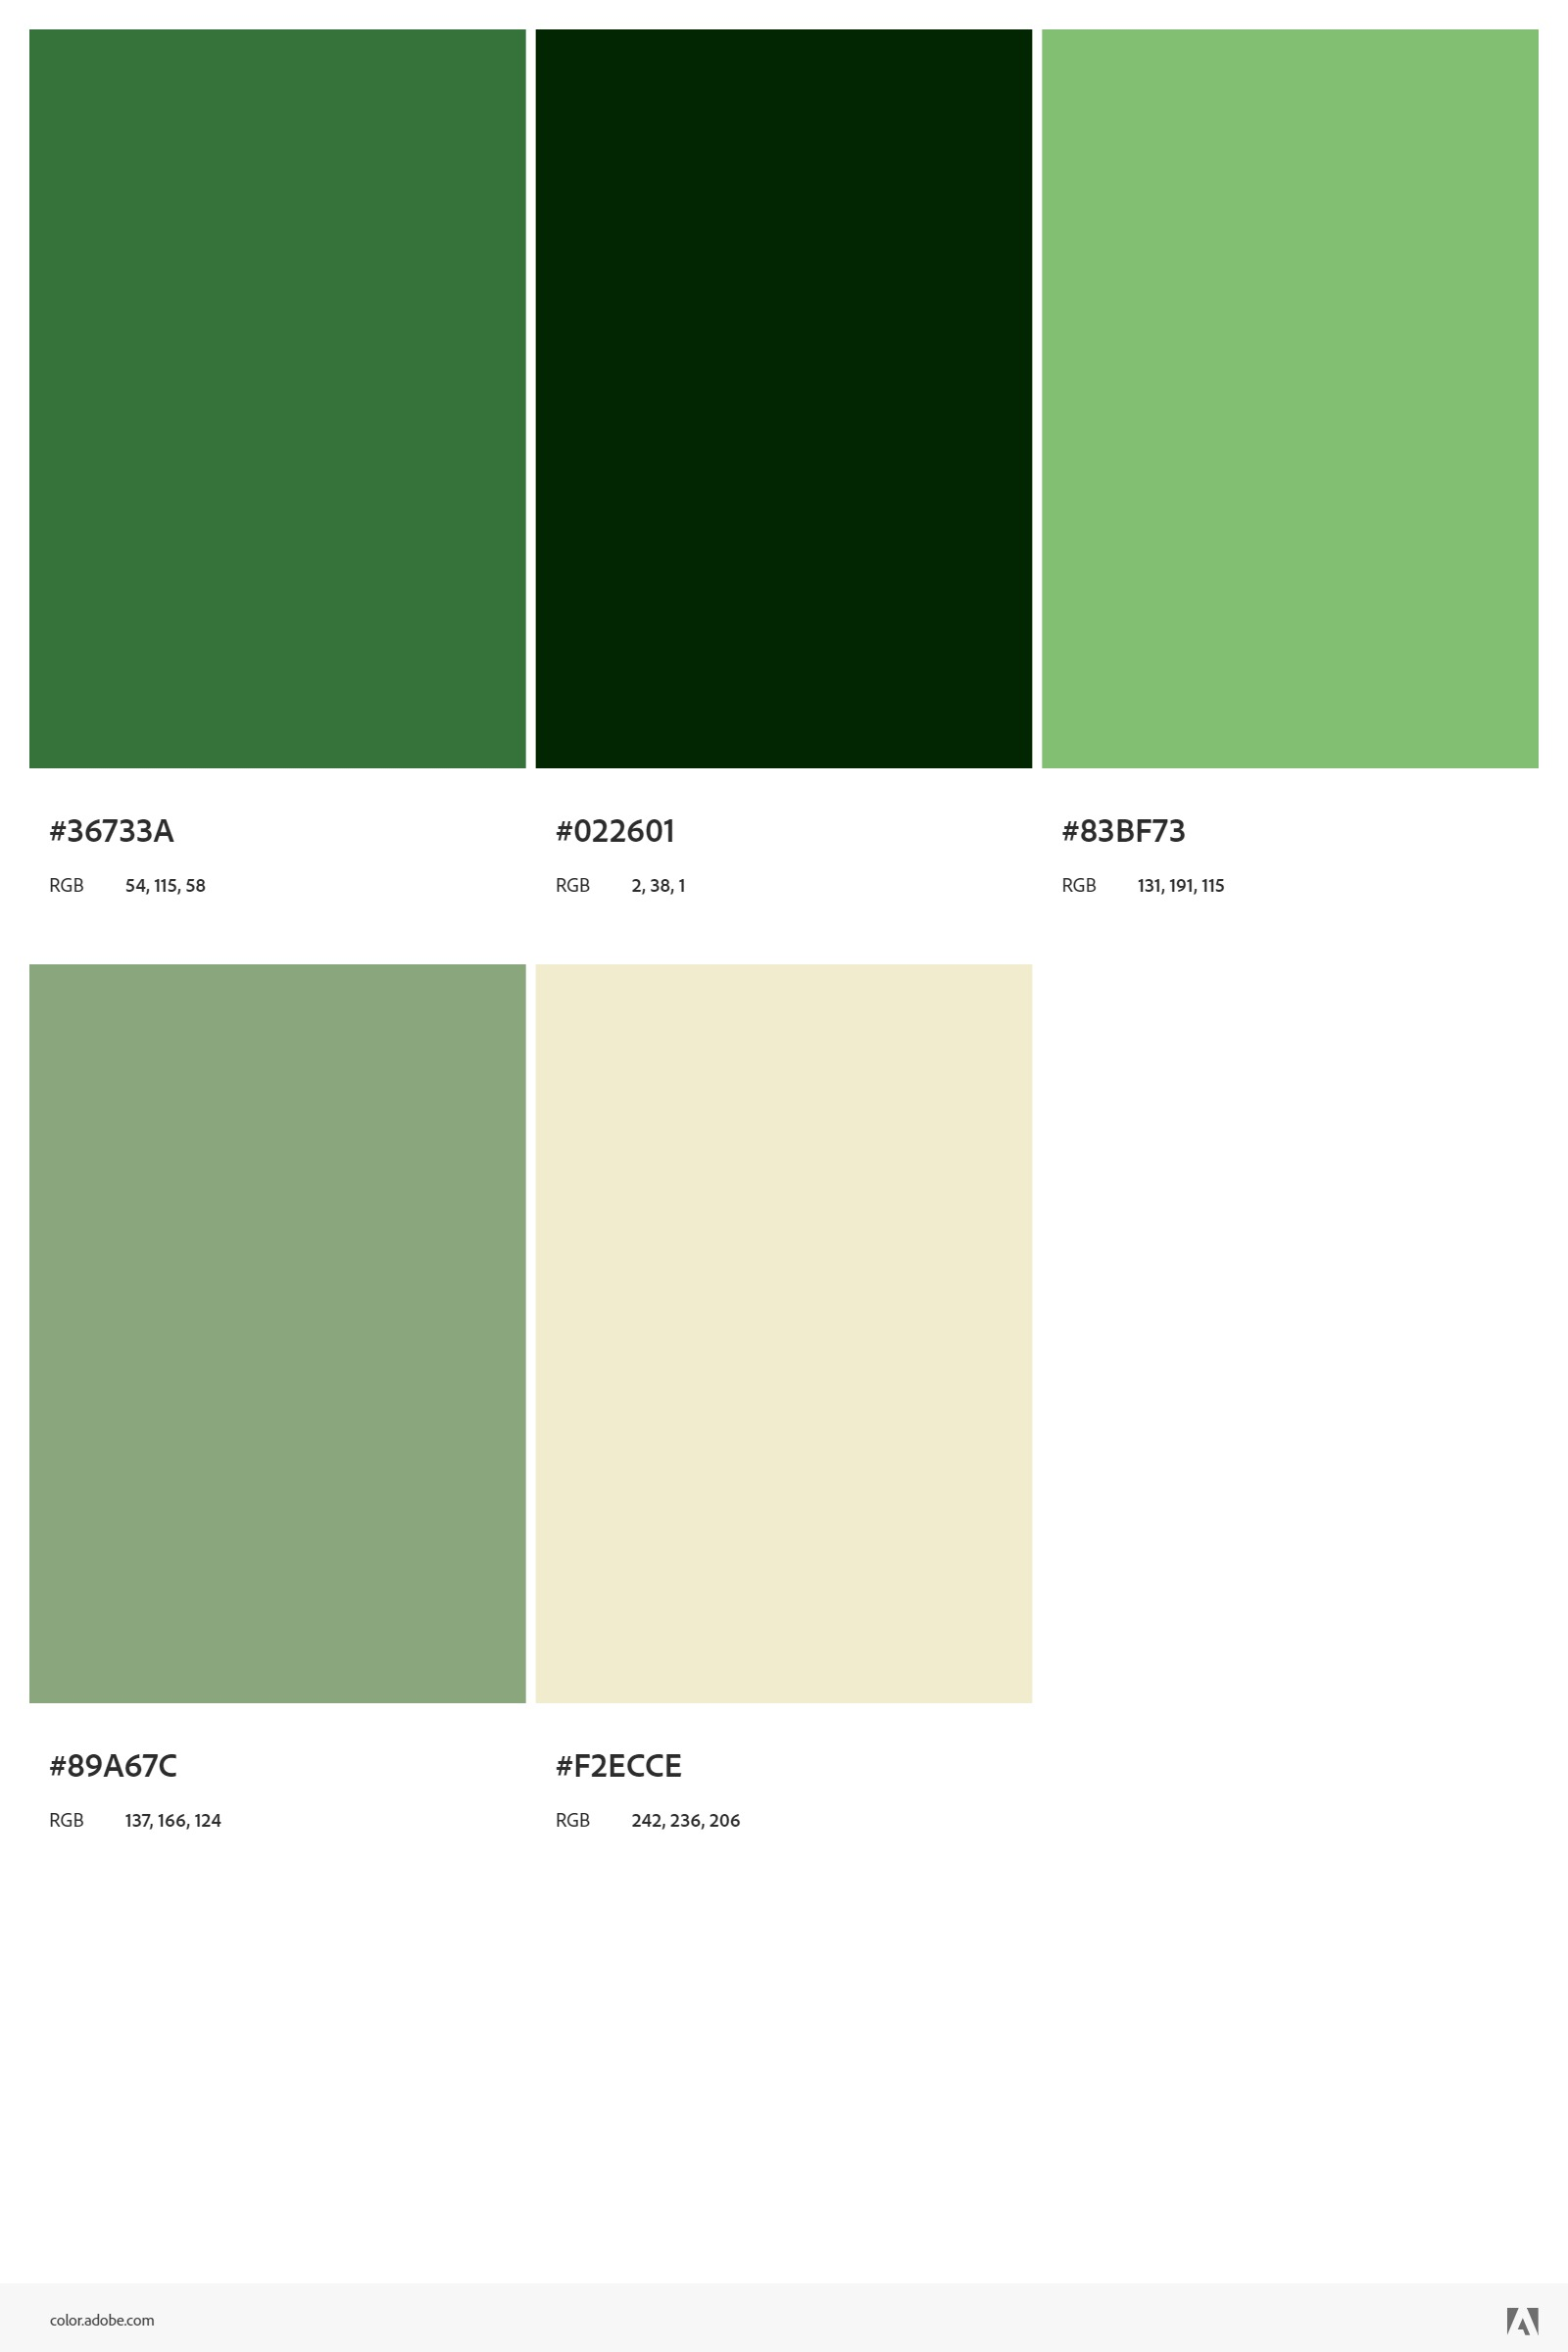 #36733A #022601 #83BF73
RGB 54, 115, 58 RGB 2, 38, 1 RGB 131, 191, 115
#89A67C #F2ECCE
RGB 137, 166, 124 RGB 242, 236, 206
color.adobe.com